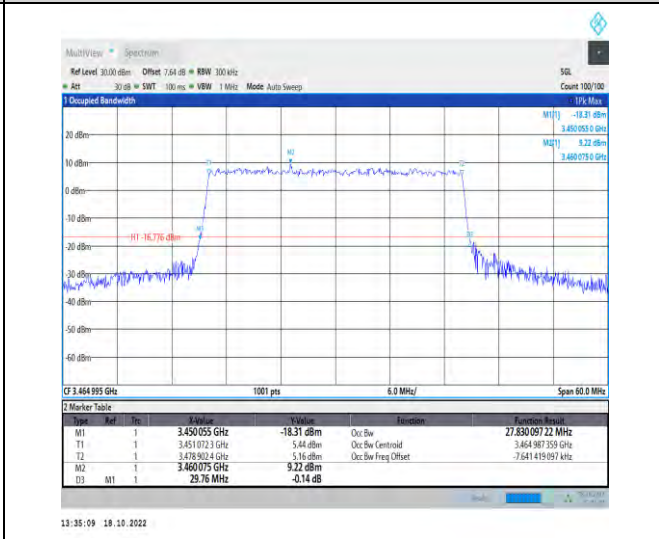 MultiView Spectrum
Ref Level 30.00 dBm Offset 7.64 dB RBW 300 kHz SGL
Att 30 dB SWT 100 ms VBW 1 MHz Mode Auto Sweep Count 100/100
1 Occupied Bandwidth 1Pk Max
M1[1] -18.31 dBm
3.450 055 0 GHz
M2[1] 9.22 dBm
3.460 075 0 GHz
20 dBm
M2
10 dBm
T1 T2
0 dBm
-10 dBm
M1
H1 -16.776 dBm
-30 dBm
-40 dBm
-50 dBm
-60 dBm
CF 3.464 995 GHz 1001 pts 6.0 MHz/ Span 60.0 MHz
2 Marker Table
Type Ref Trc X-Value Y-Value Function Function Result
M1 1 3.450 055 GHz -18.31 dBm Occ Bw 27.830 097 22 MHz
T1 1 3.451 072 3 GHz 5.44 dBm Occ Bw Centroid 3.464 987 359 GHz
T2 1 3.478 902 4 GHz 5.16 dBm Occ Bw Freq Offset -7.641 419 097 kHz
M2 1 3.460 075 GHz 9.22 dBm
D3 M1 1 29.76 MHz -0.14 dB
13:35:09 18.10.2022